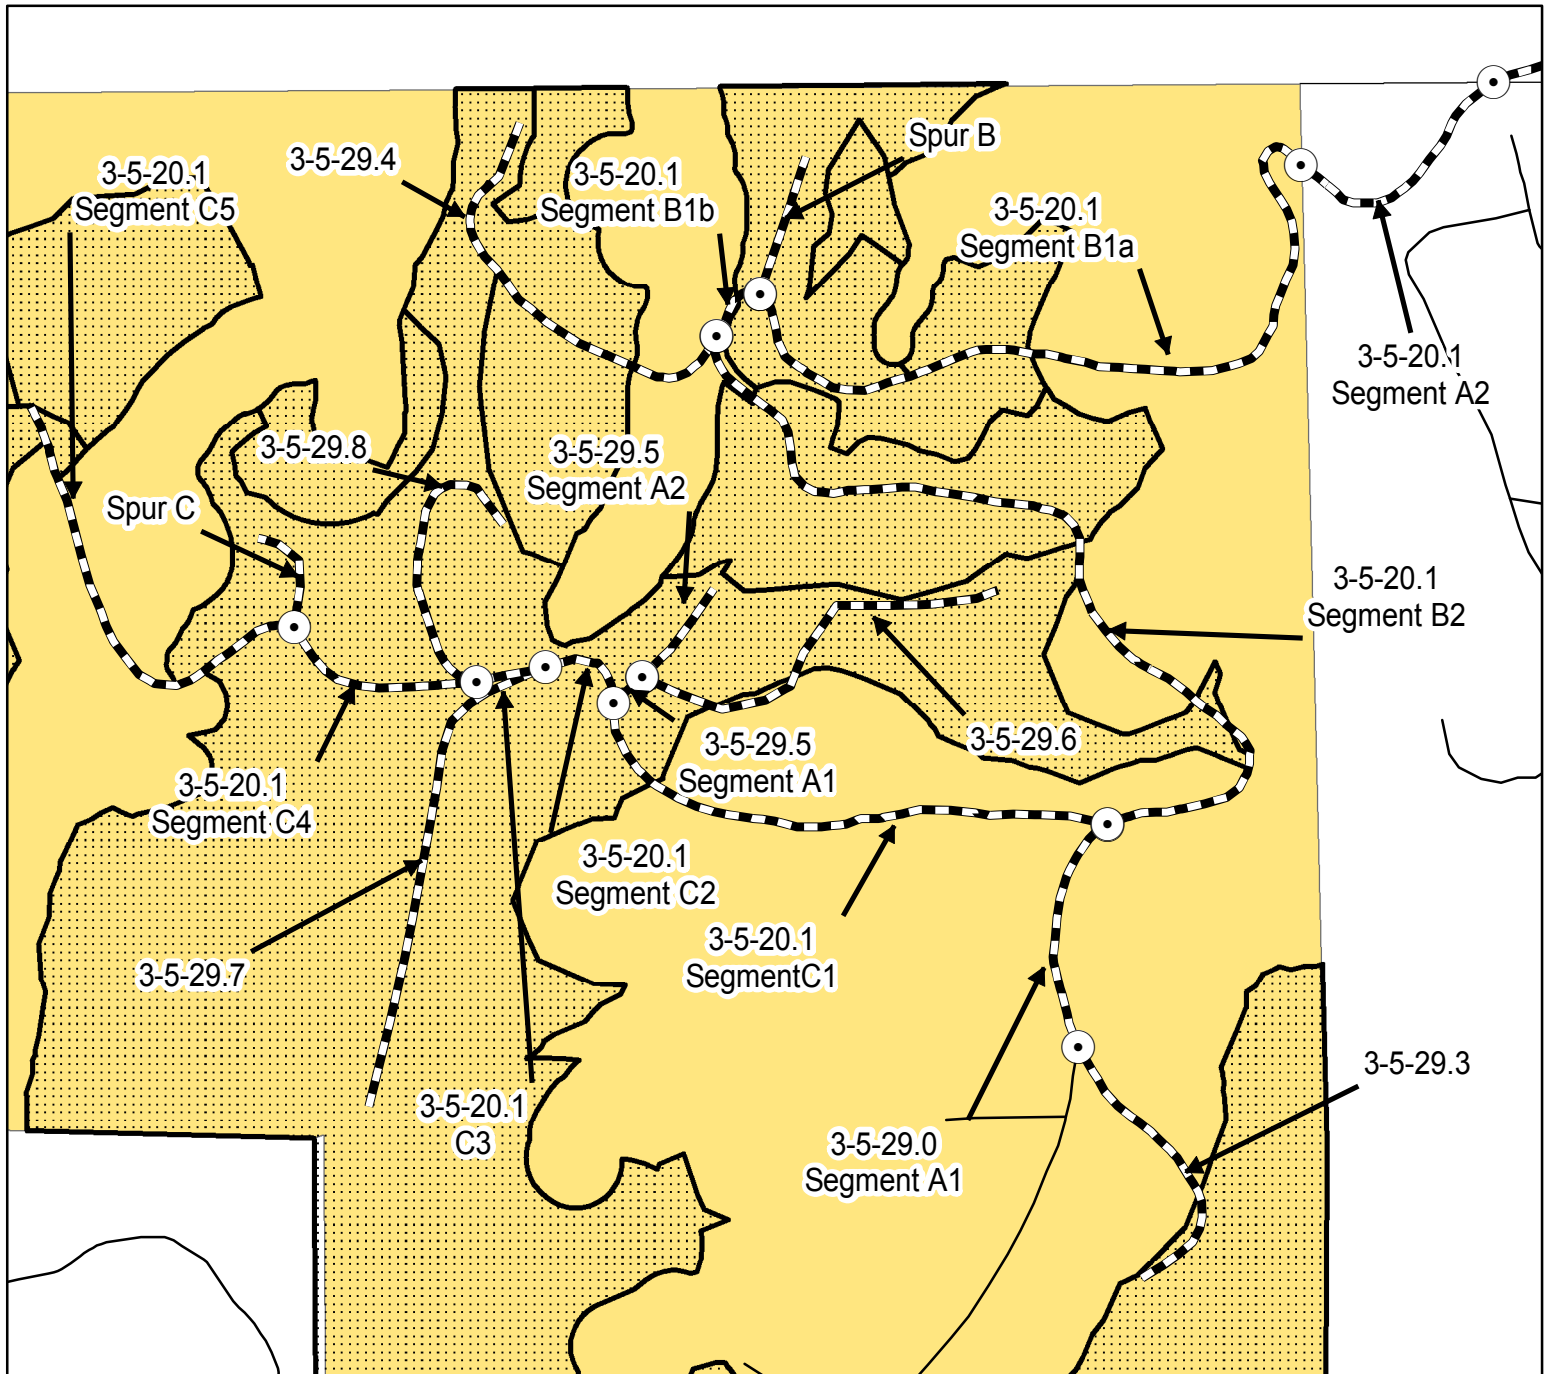 Spur B
3-5-29.4
3-5-20.1
Segment C5
3-5-20.1
Segment B1b
3-5-20.1
Segment B1a
3-5-20.1
Segment A2
3-5-29.8
3-5-29.5
Segment A2
Spur C
3-5-20.1
Segment B2
3-5-29.5
Segment A1
3-5-29.6
3-5-20.1
Segment C4
3-5-20.1
Segment C2
3-5-20.1
SegmentC1
3-5-29.7
3-5-29.3
3-5-20.1
C3
3-5-29.0
Segment A1